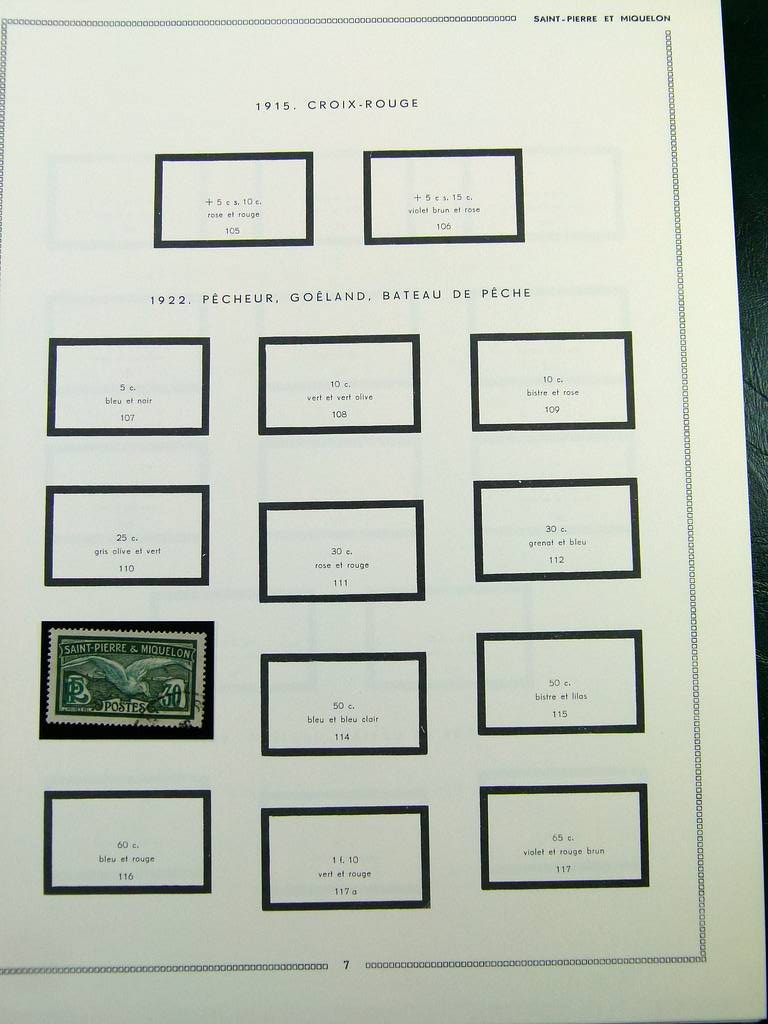 SAINT-PIERRE ET MIQUELON
1915. CROIX-ROUGE
+ 5 c s. 10 c.
rose et rouge
105
+ 5 c s. 15 c.
violet brun et rose
106
1922. PÊCHEUR, GOÊLAND, BATEAU DE PÊCHE
5 c.
bleu et noir
107
10 c.
vert et vert olive
108
10 c.
bistre et rose
109
25 c.
gris olive et vert
110
30 c.
rose et rouge
111
30 c.
grenat et bleu
112
SAINT-PIERRE & MIQUELON
30
POSTES
50 c.
bleu et bleu clair
114
50 c.
bistre et lilas
115
60 c.
bleu et rouge
116
1 f. 10
vert et rouge
117 a
65 c.
violet et rouge brun
117
7